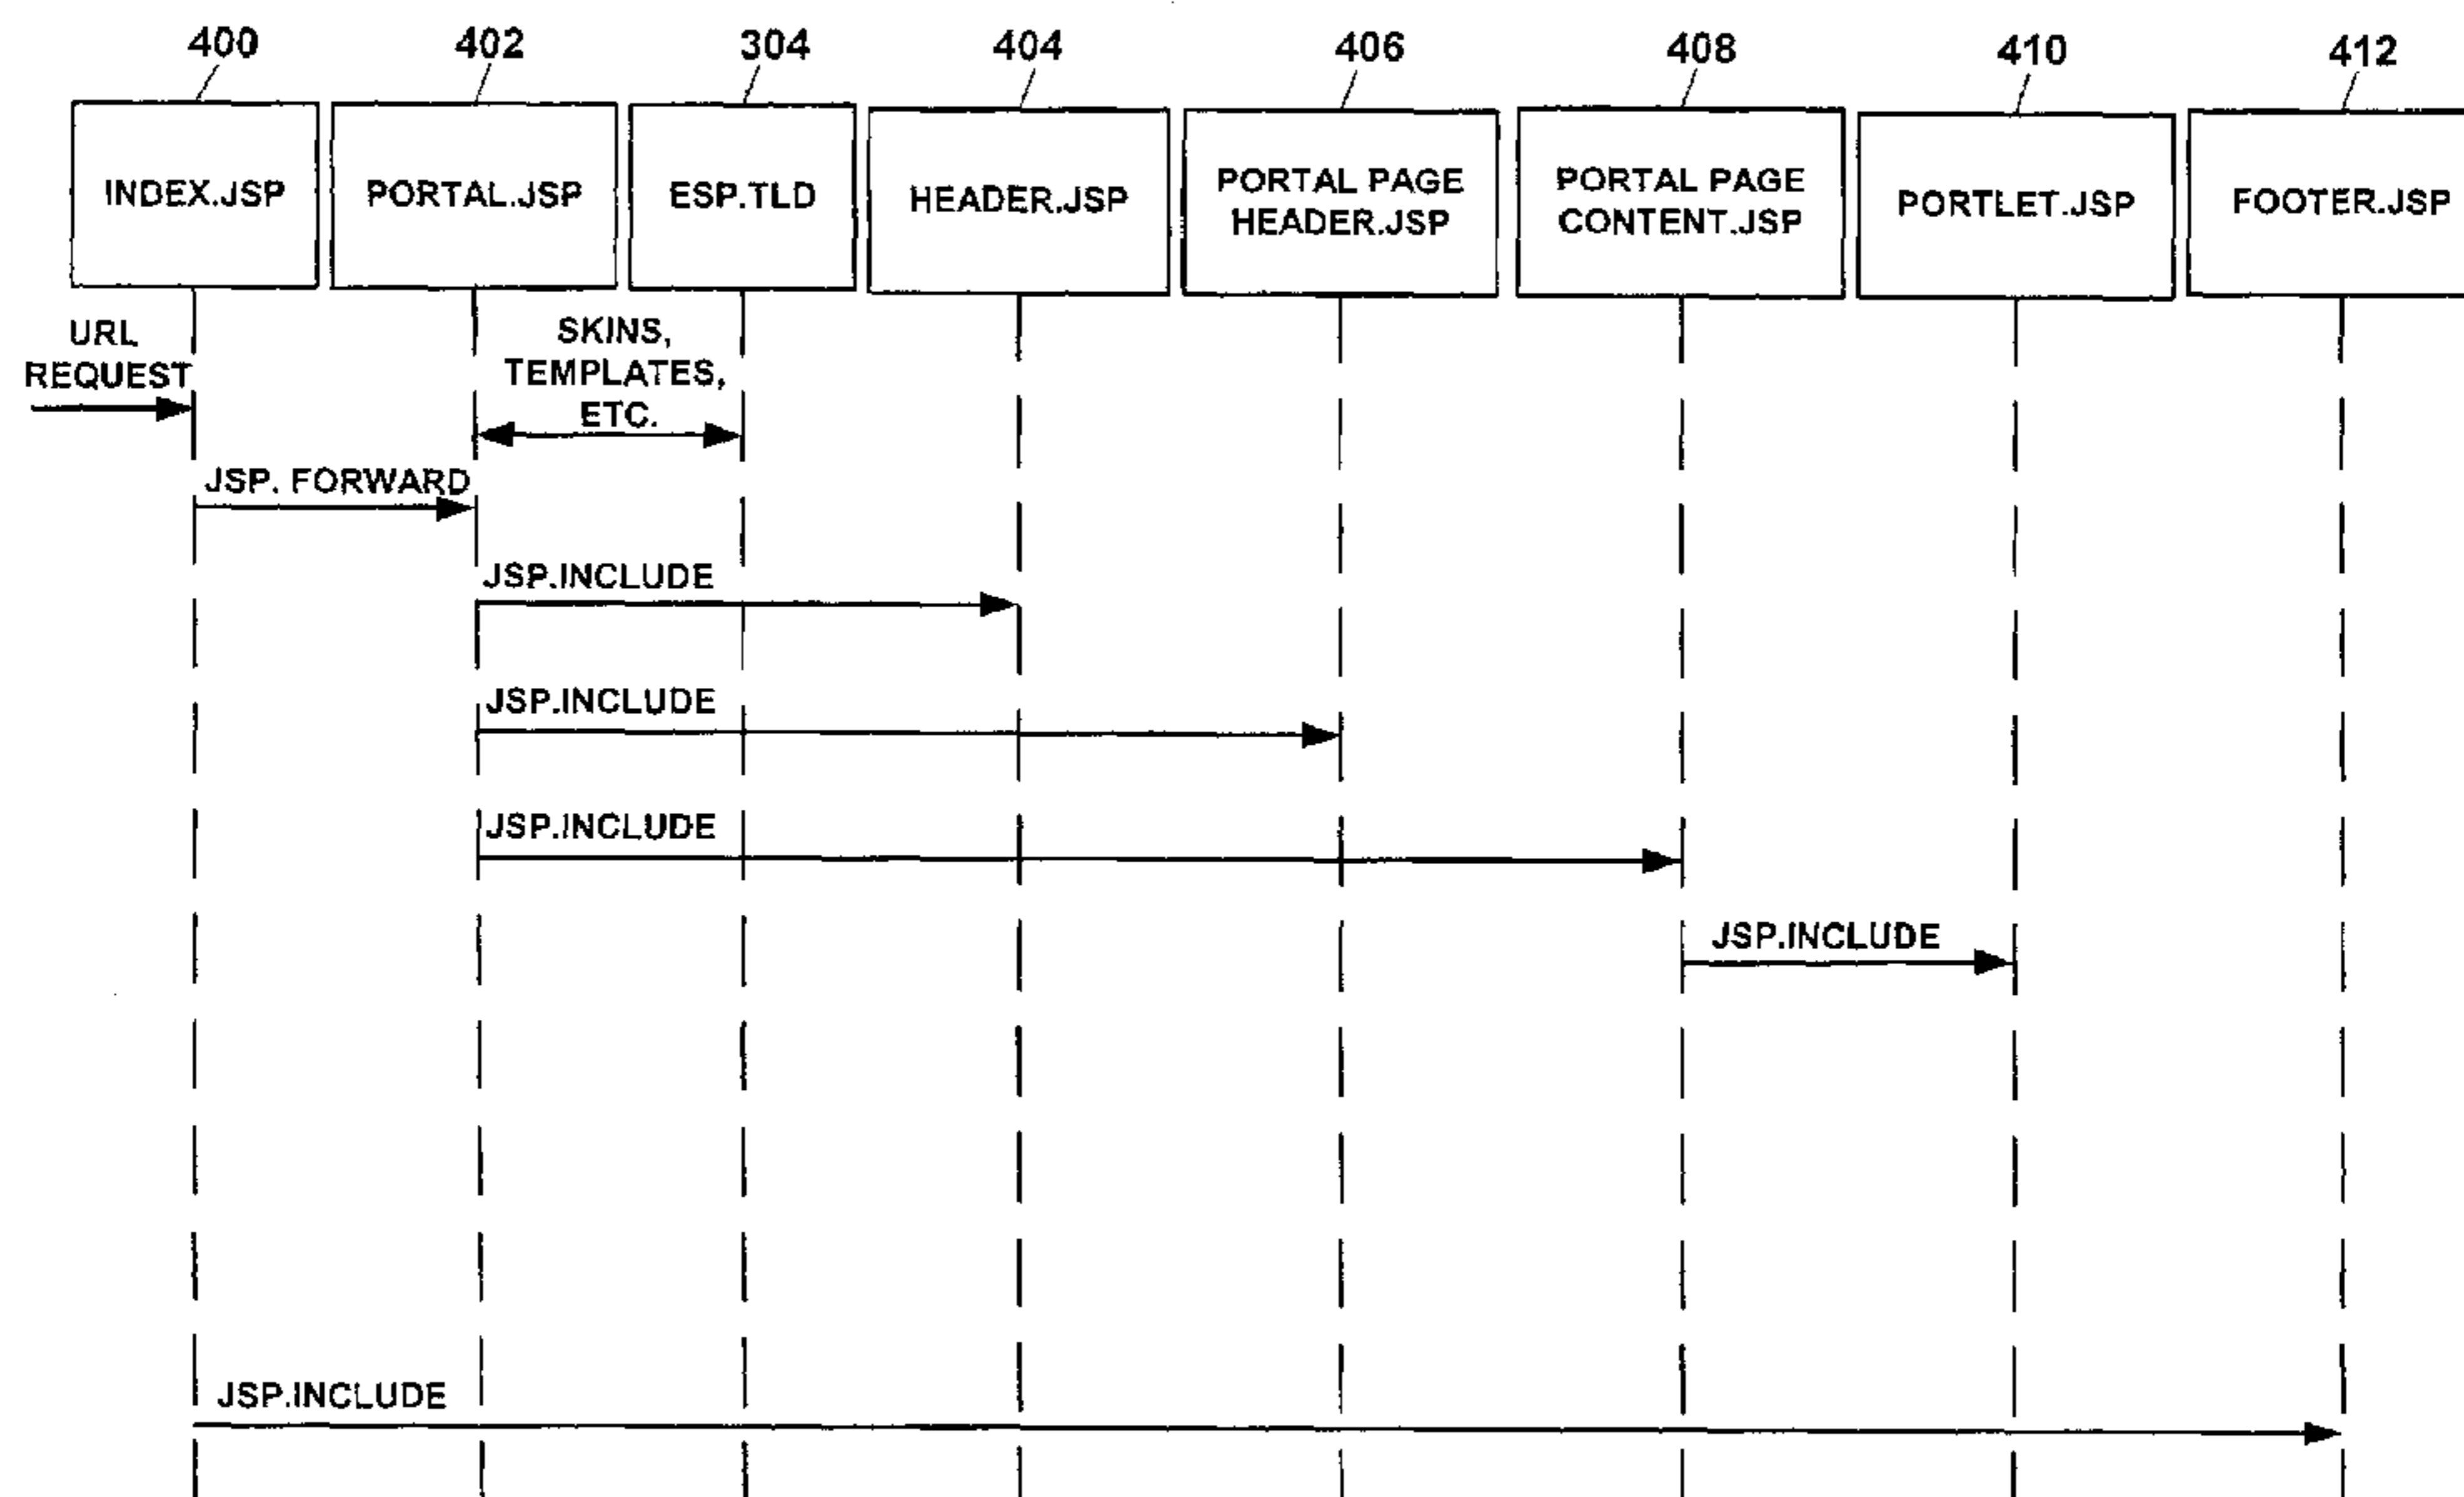 400
402
304
404
406
408
410
412
INDEX.JSP
PORTAL.JSP
ESP.TLD
HEADER.JSP
PORTAL PAGE
HEADER.JSP
PORTAL PAGE
CONTENT.JSP
PORTLET.JSP
FOOTER.JSP
URL
REQUEST
SKINS,
TEMPLATES,
ETC.
JSP. FORWARD
JSP.INCLUDE
JSP.INCLUDE
JSP.INCLUDE
JSP.INCLUDE
JSP.INCLUDE